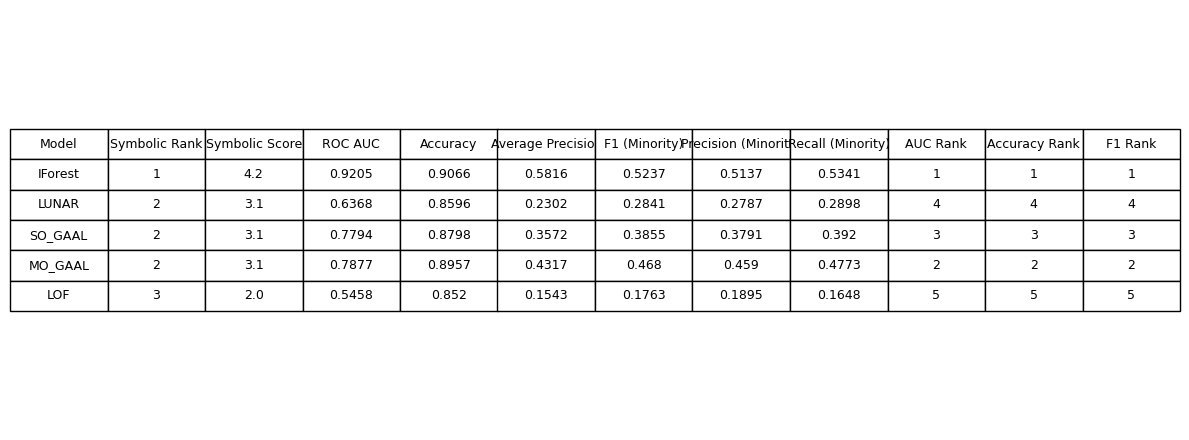 Model Symbolic Rank Symbolic Score ROC AUC Accuracy Average Precisio F1 (Minority) Precision (Minorit Recall (Minority) AUC Rank Accuracy Rank F1 Rank
IForest 1 4.2 0.9205 0.9066 0.5816 0.5237 0.5137 0.5341 1 1 1
LUNAR 2 3.1 0.6368 0.8596 0.2302 0.2841 0.2787 0.2898 4 4 4
SO_GAAL 2 3.1 0.7794 0.8798 0.3572 0.3855 0.3791 0.392 3 3 3
MO_GAAL 2 3.1 0.7877 0.8957 0.4317 0.468 0.459 0.4773 2 2 2
LOF 3 2.0 0.5458 0.852 0.1543 0.1763 0.1895 0.1648 5 5 5